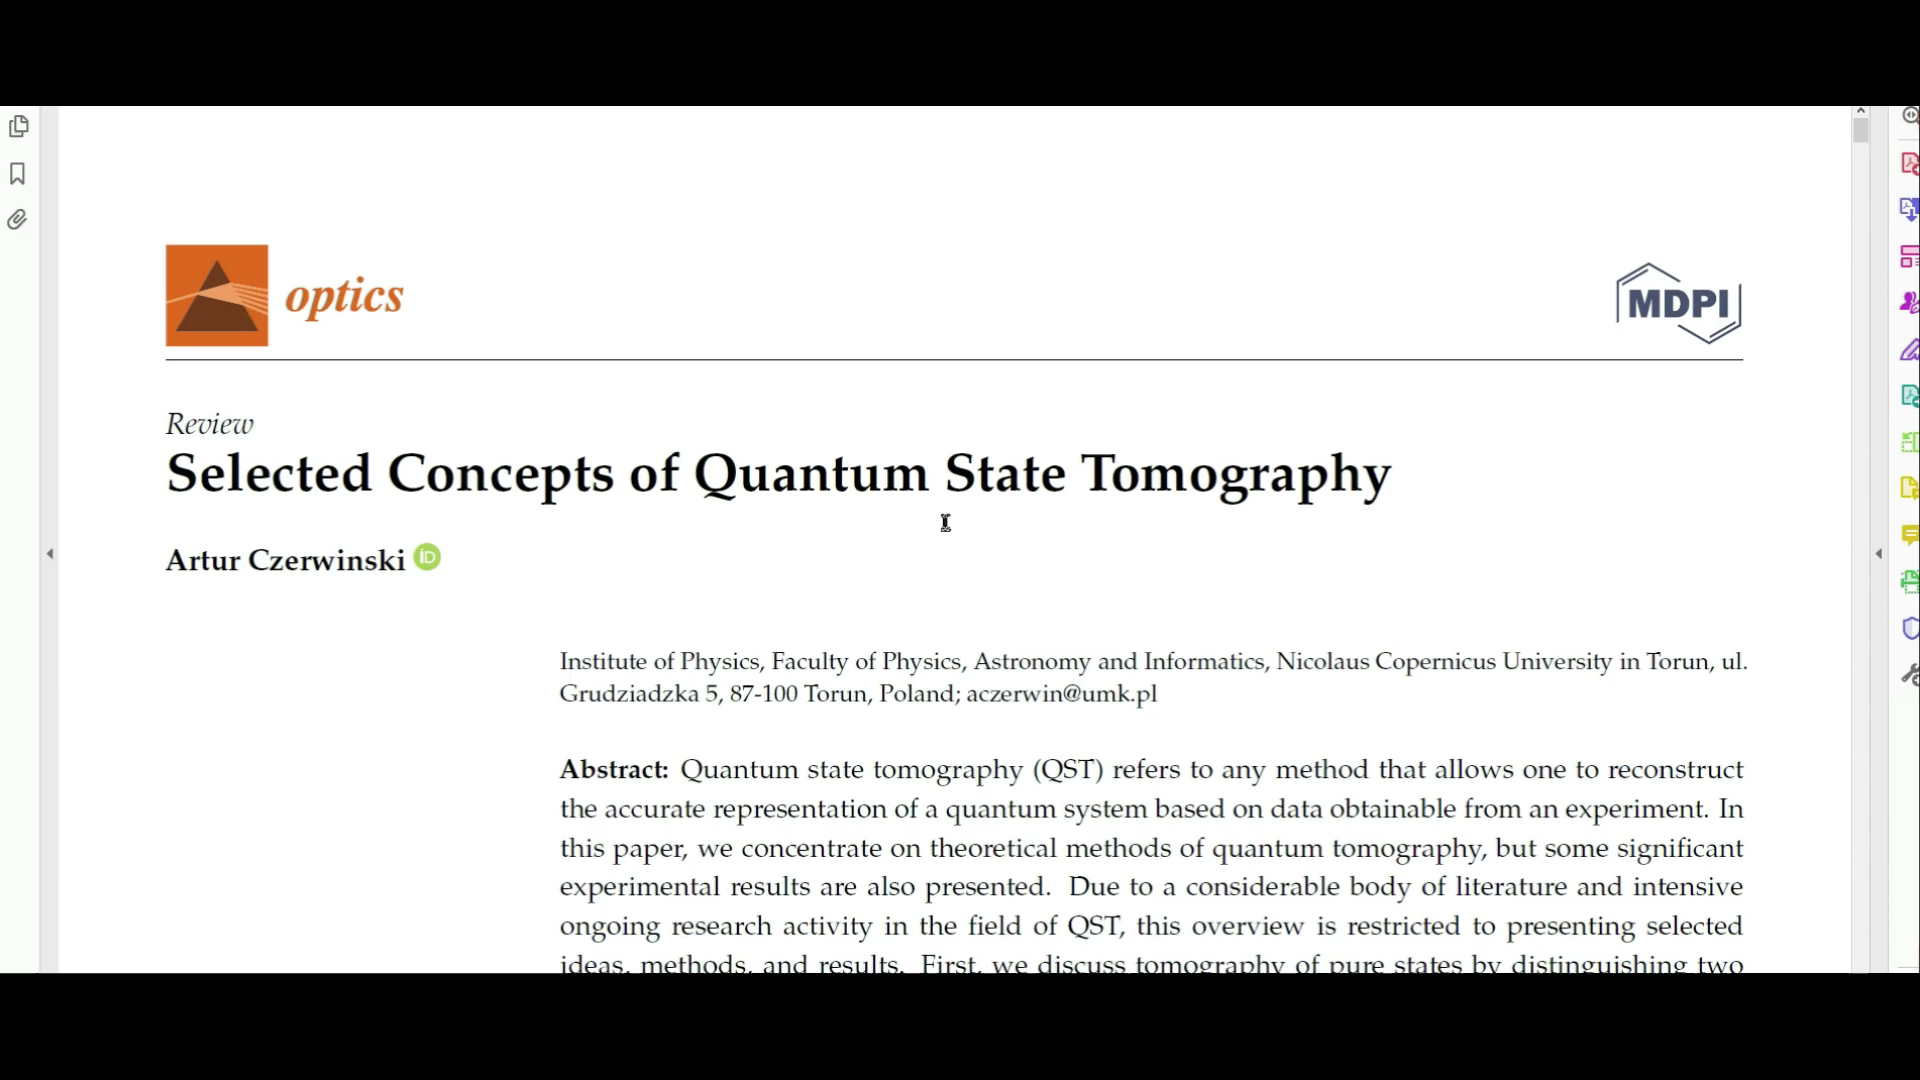 optics
MDPI
Review
Selected Concepts of Quantum State Tomography
Artur Czerwinski iD
Institute of Physics, Faculty of Physics, Astronomy and Informatics, Nicolaus Copernicus University in Torun, ul.
Grudziadzka 5, 87-100 Torun, Poland; aczerwin@umk.pl
Abstract: Quantum state tomography (QST) refers to any method that allows one to reconstruct
the accurate representation of a quantum system based on data obtainable from an experiment. In
this paper, we concentrate on theoretical methods of quantum tomography, but some significant
experimental results are also presented. Due to a considerable body of literature and intensive
ongoing research activity in the field of QST, this overview is restricted to presenting selected
ideas, methods, and results. First, we discuss tomography of pure states by distinguishing two